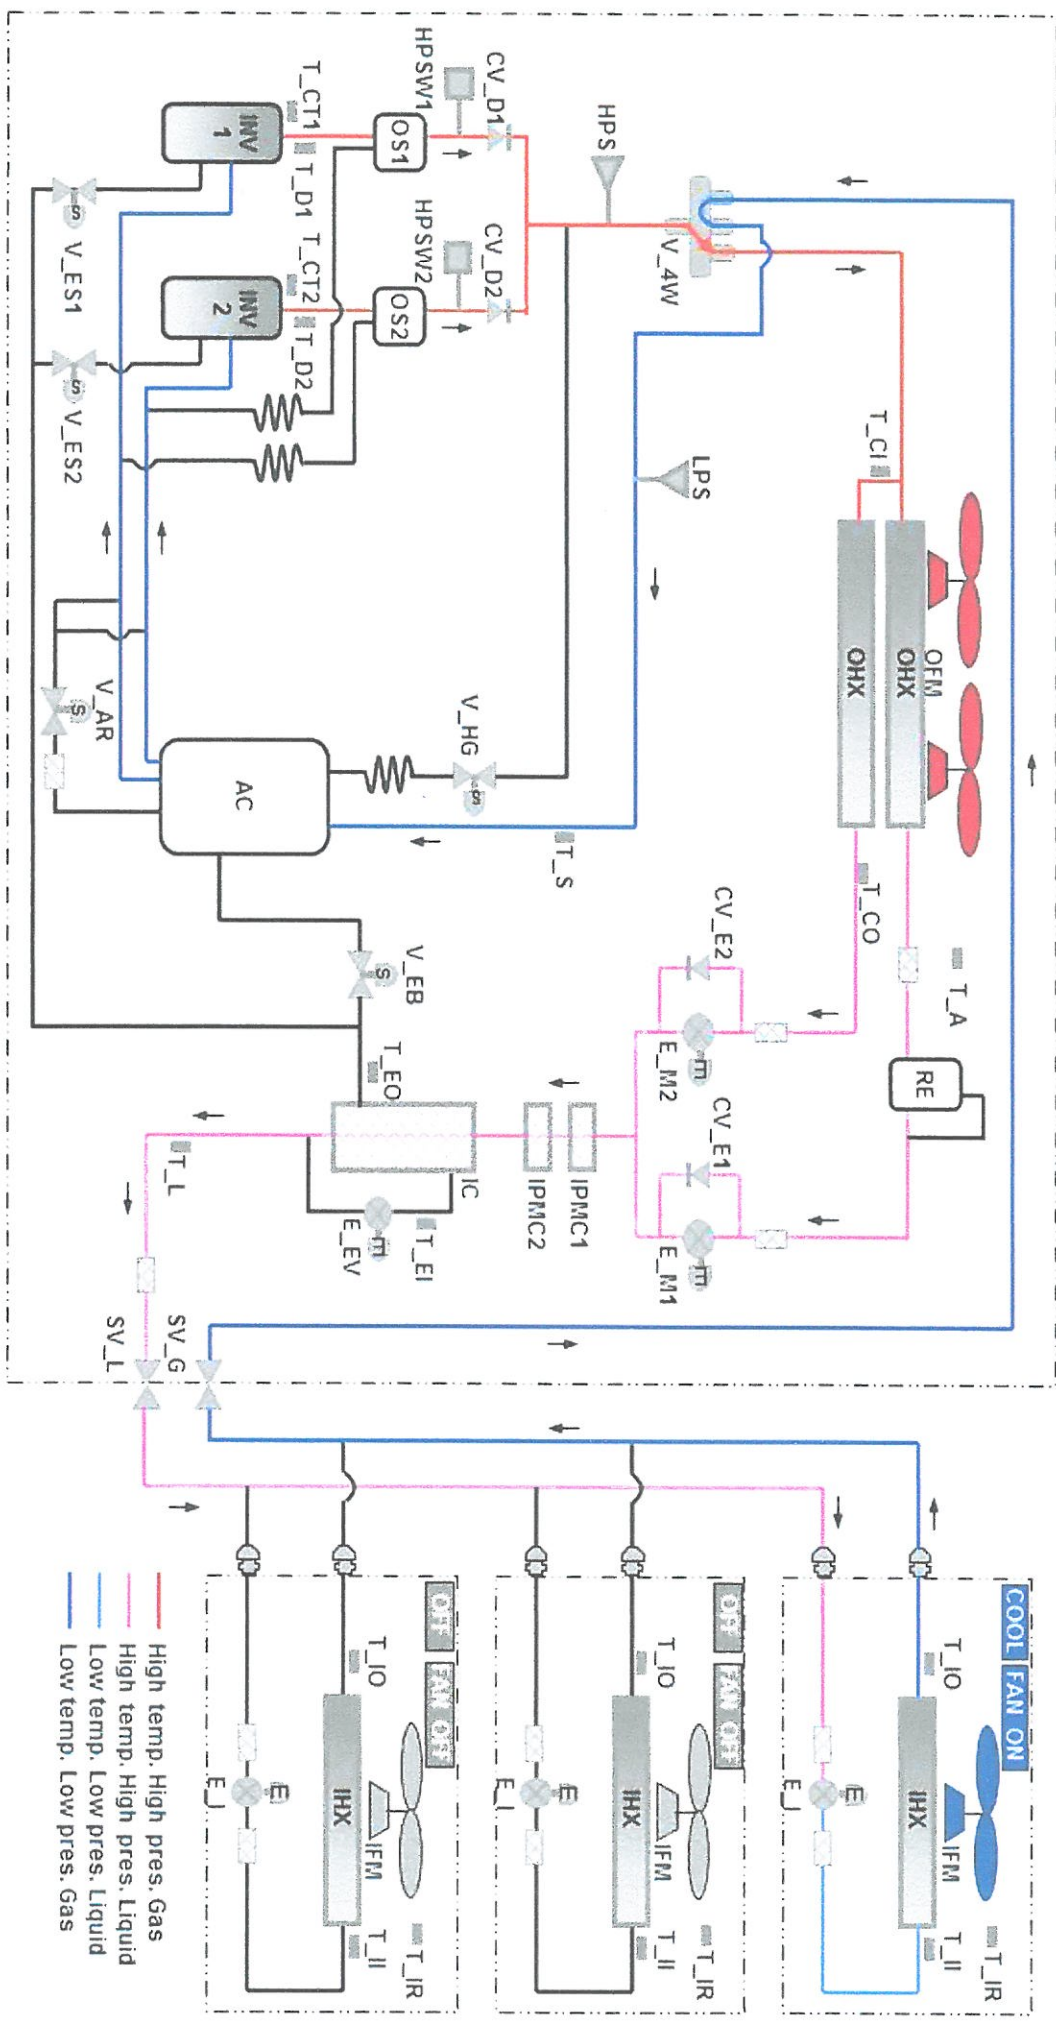 INV
1
INV
2
T_CT1
T_D1
T_CT2
T_D2
OS1
OS2
HPSW1
HPSW2
CV_D1
CV_D2
HPS
V_4W
LPS
T_CI
OHX
OHX
OFM
T_CO
T_A
RE
V_ES1
S
V_ES2
S
V_AR
S
AC
V_HG
S
T_S
V_EB
S
T_EO
IC
T_EI
E_EV
E
T_L
IPMC1
IPMC2
CV_E2
E_M2
E
CV_E1
E_M1
E
SV_G
SV_L
COOL
FAN ON
T_IO
IHX
IFM
T_II
T_IR
E_I
E
OFF
FAN OFF
T_IO
IHX
IFM
T_II
T_IR
E_I
E
OFF
FAN OFF
T_IO
IHX
IFM
T_II
T_IR
E_I
E
High temp. High pres. Gas
High temp. High pres. Liquid
Low temp. Low pres. Liquid
Low temp. Low pres. Gas